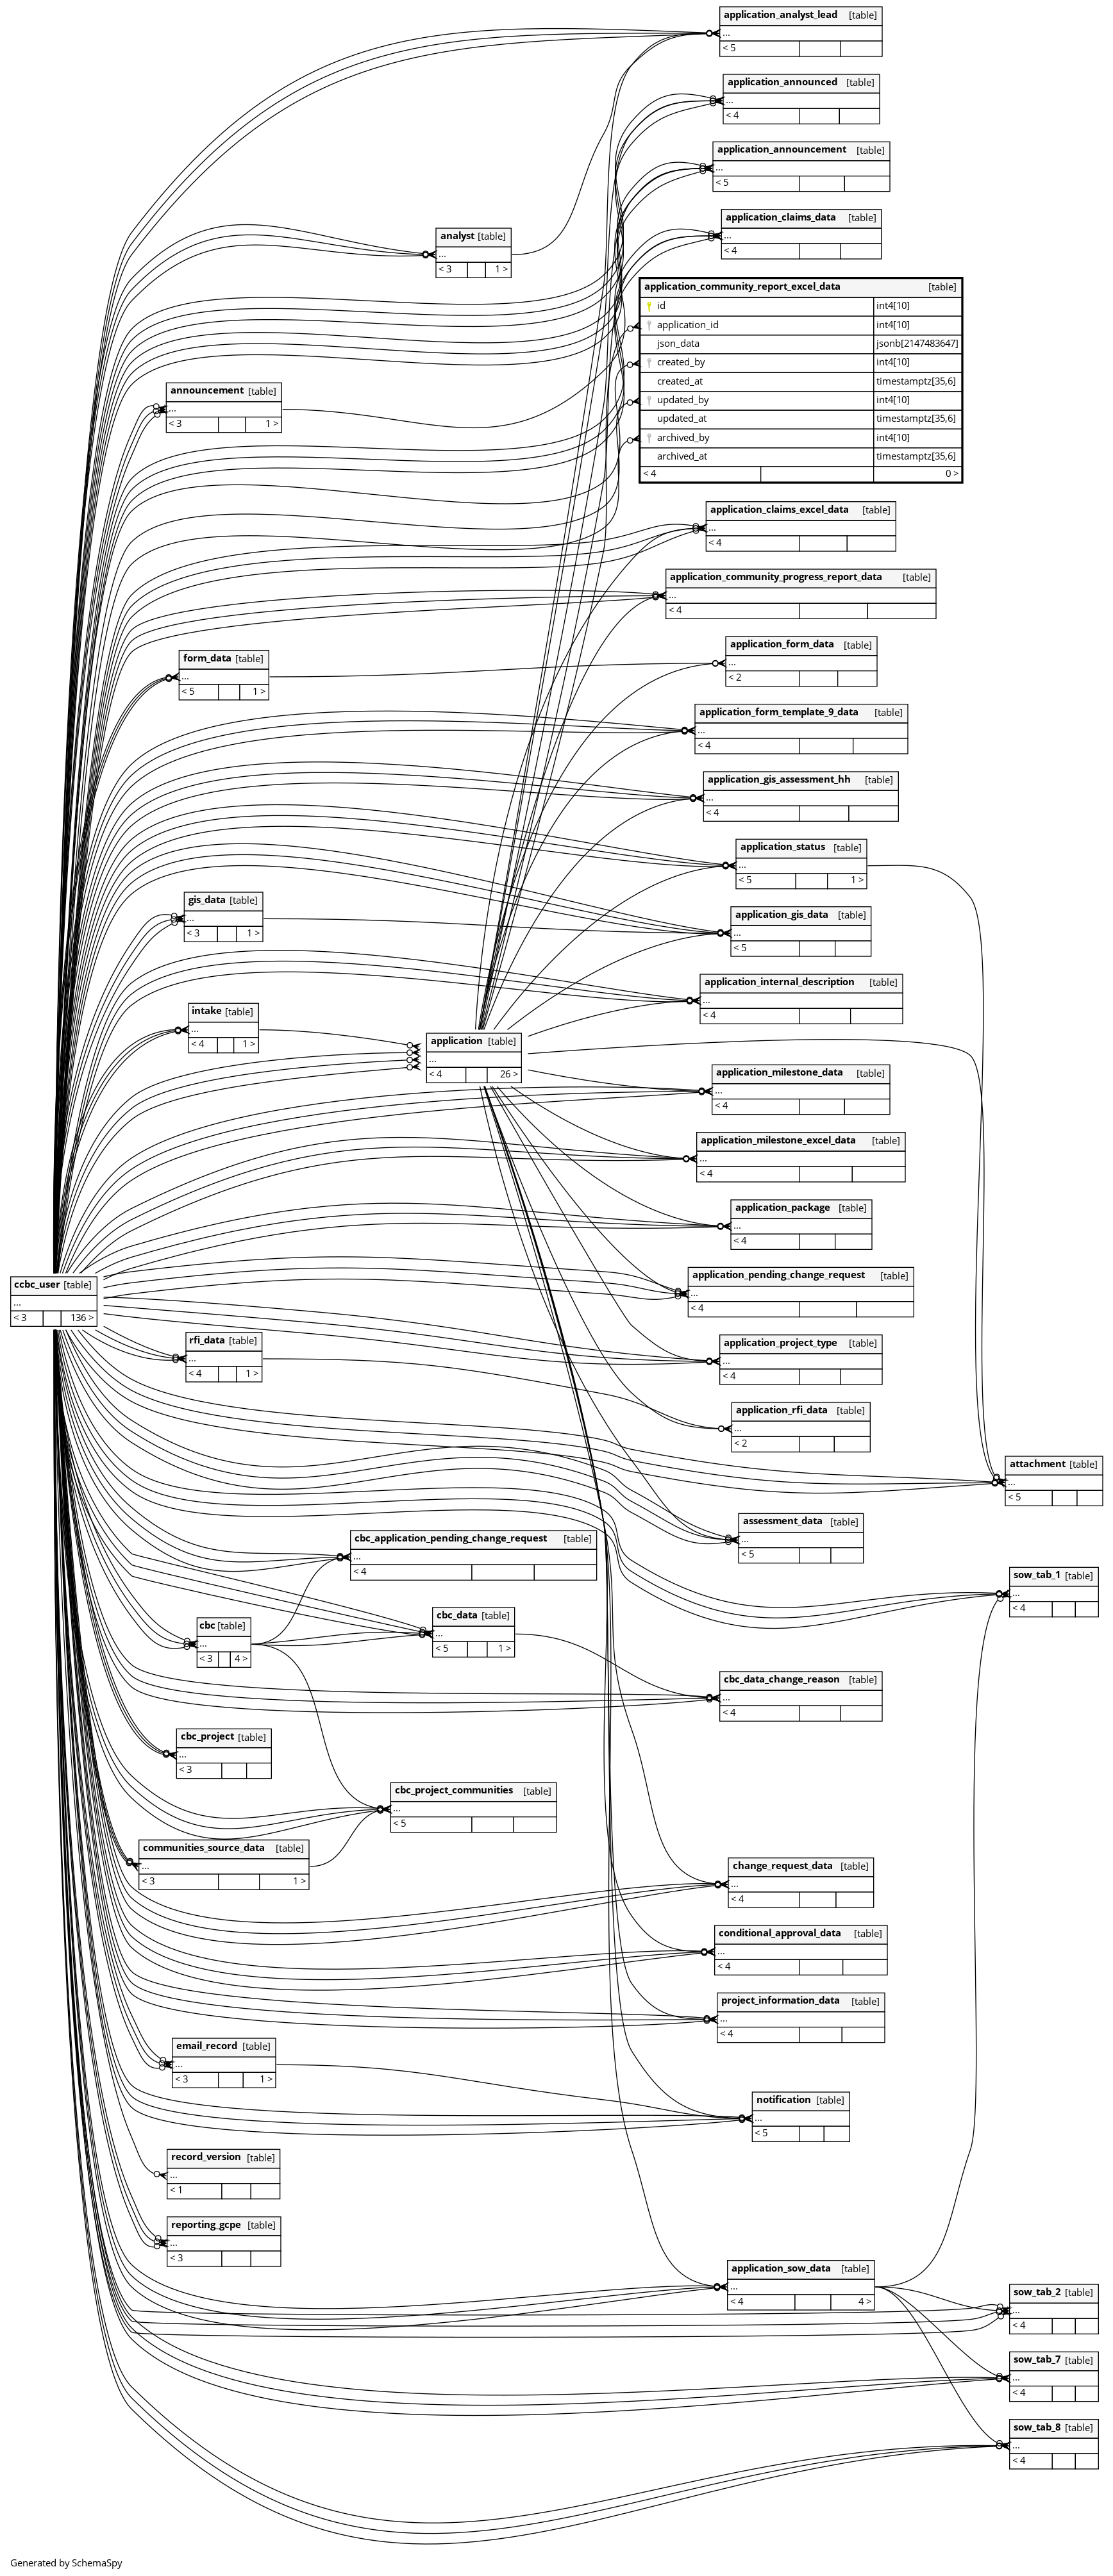 application_analyst_lead [table]
...
< 5
application_announced [table]
...
< 4
application_announcement [table]
...
< 5
application_claims_data [table]
...
< 4
analyst [table]
...
< 3 1 >
application_community_report_excel_data [table]
id int4[10]
application_id int4[10]
json_data jsonb[2147483647]
created_by int4[10]
created_at timestamptz[35,6]
updated_by int4[10]
updated_at timestamptz[35,6]
archived_by int4[10]
archived_at timestamptz[35,6]
< 4 0 >
announcement [table]
...
< 3 1 >
application_claims_excel_data [table]
...
< 4
application_community_progress_report_data [table]
...
< 4
application_form_data [table]
...
< 2
form_data [table]
...
< 5 1 >
application_form_template_9_data [table]
...
< 4
application_gis_assessment_hh [table]
...
< 4
application_status [table]
...
< 5 1 >
gis_data [table]
...
< 3 1 >
application_gis_data [table]
...
< 5
application_internal_description [table]
...
< 4
intake [table]
...
< 4 1 >
application [table]
...
< 4 26 >
application_milestone_data [table]
...
< 4
application_milestone_excel_data [table]
...
< 4
application_package [table]
...
< 4
application_pending_change_request [table]
...
< 4
ccbc_user [table]
...
< 3 136 >
rfi_data [table]
...
< 4 1 >
application_project_type [table]
...
< 4
application_rfi_data [table]
...
< 2
attachment [table]
...
< 5
assessment_data [table]
...
< 5
cbc_application_pending_change_request [table]
...
< 4
sow_tab_1 [table]
...
< 4
cbc [table]
...
< 3 4 >
cbc_data [table]
...
< 5 1 >
cbc_data_change_reason [table]
...
< 4
cbc_project [table]
...
< 3
cbc_project_communities [table]
...
< 5
communities_source_data [table]
...
< 3 1 >
change_request_data [table]
...
< 4
conditional_approval_data [table]
...
< 4
project_information_data [table]
...
< 4
email_record [table]
...
< 3 1 >
notification [table]
...
< 5
record_version [table]
...
< 1
reporting_gcpe [table]
...
< 3
application_sow_data [table]
...
< 4 4 >
sow_tab_2 [table]
...
< 4
sow_tab_7 [table]
...
< 4
sow_tab_8 [table]
...
< 4
Generated by SchemaSpy